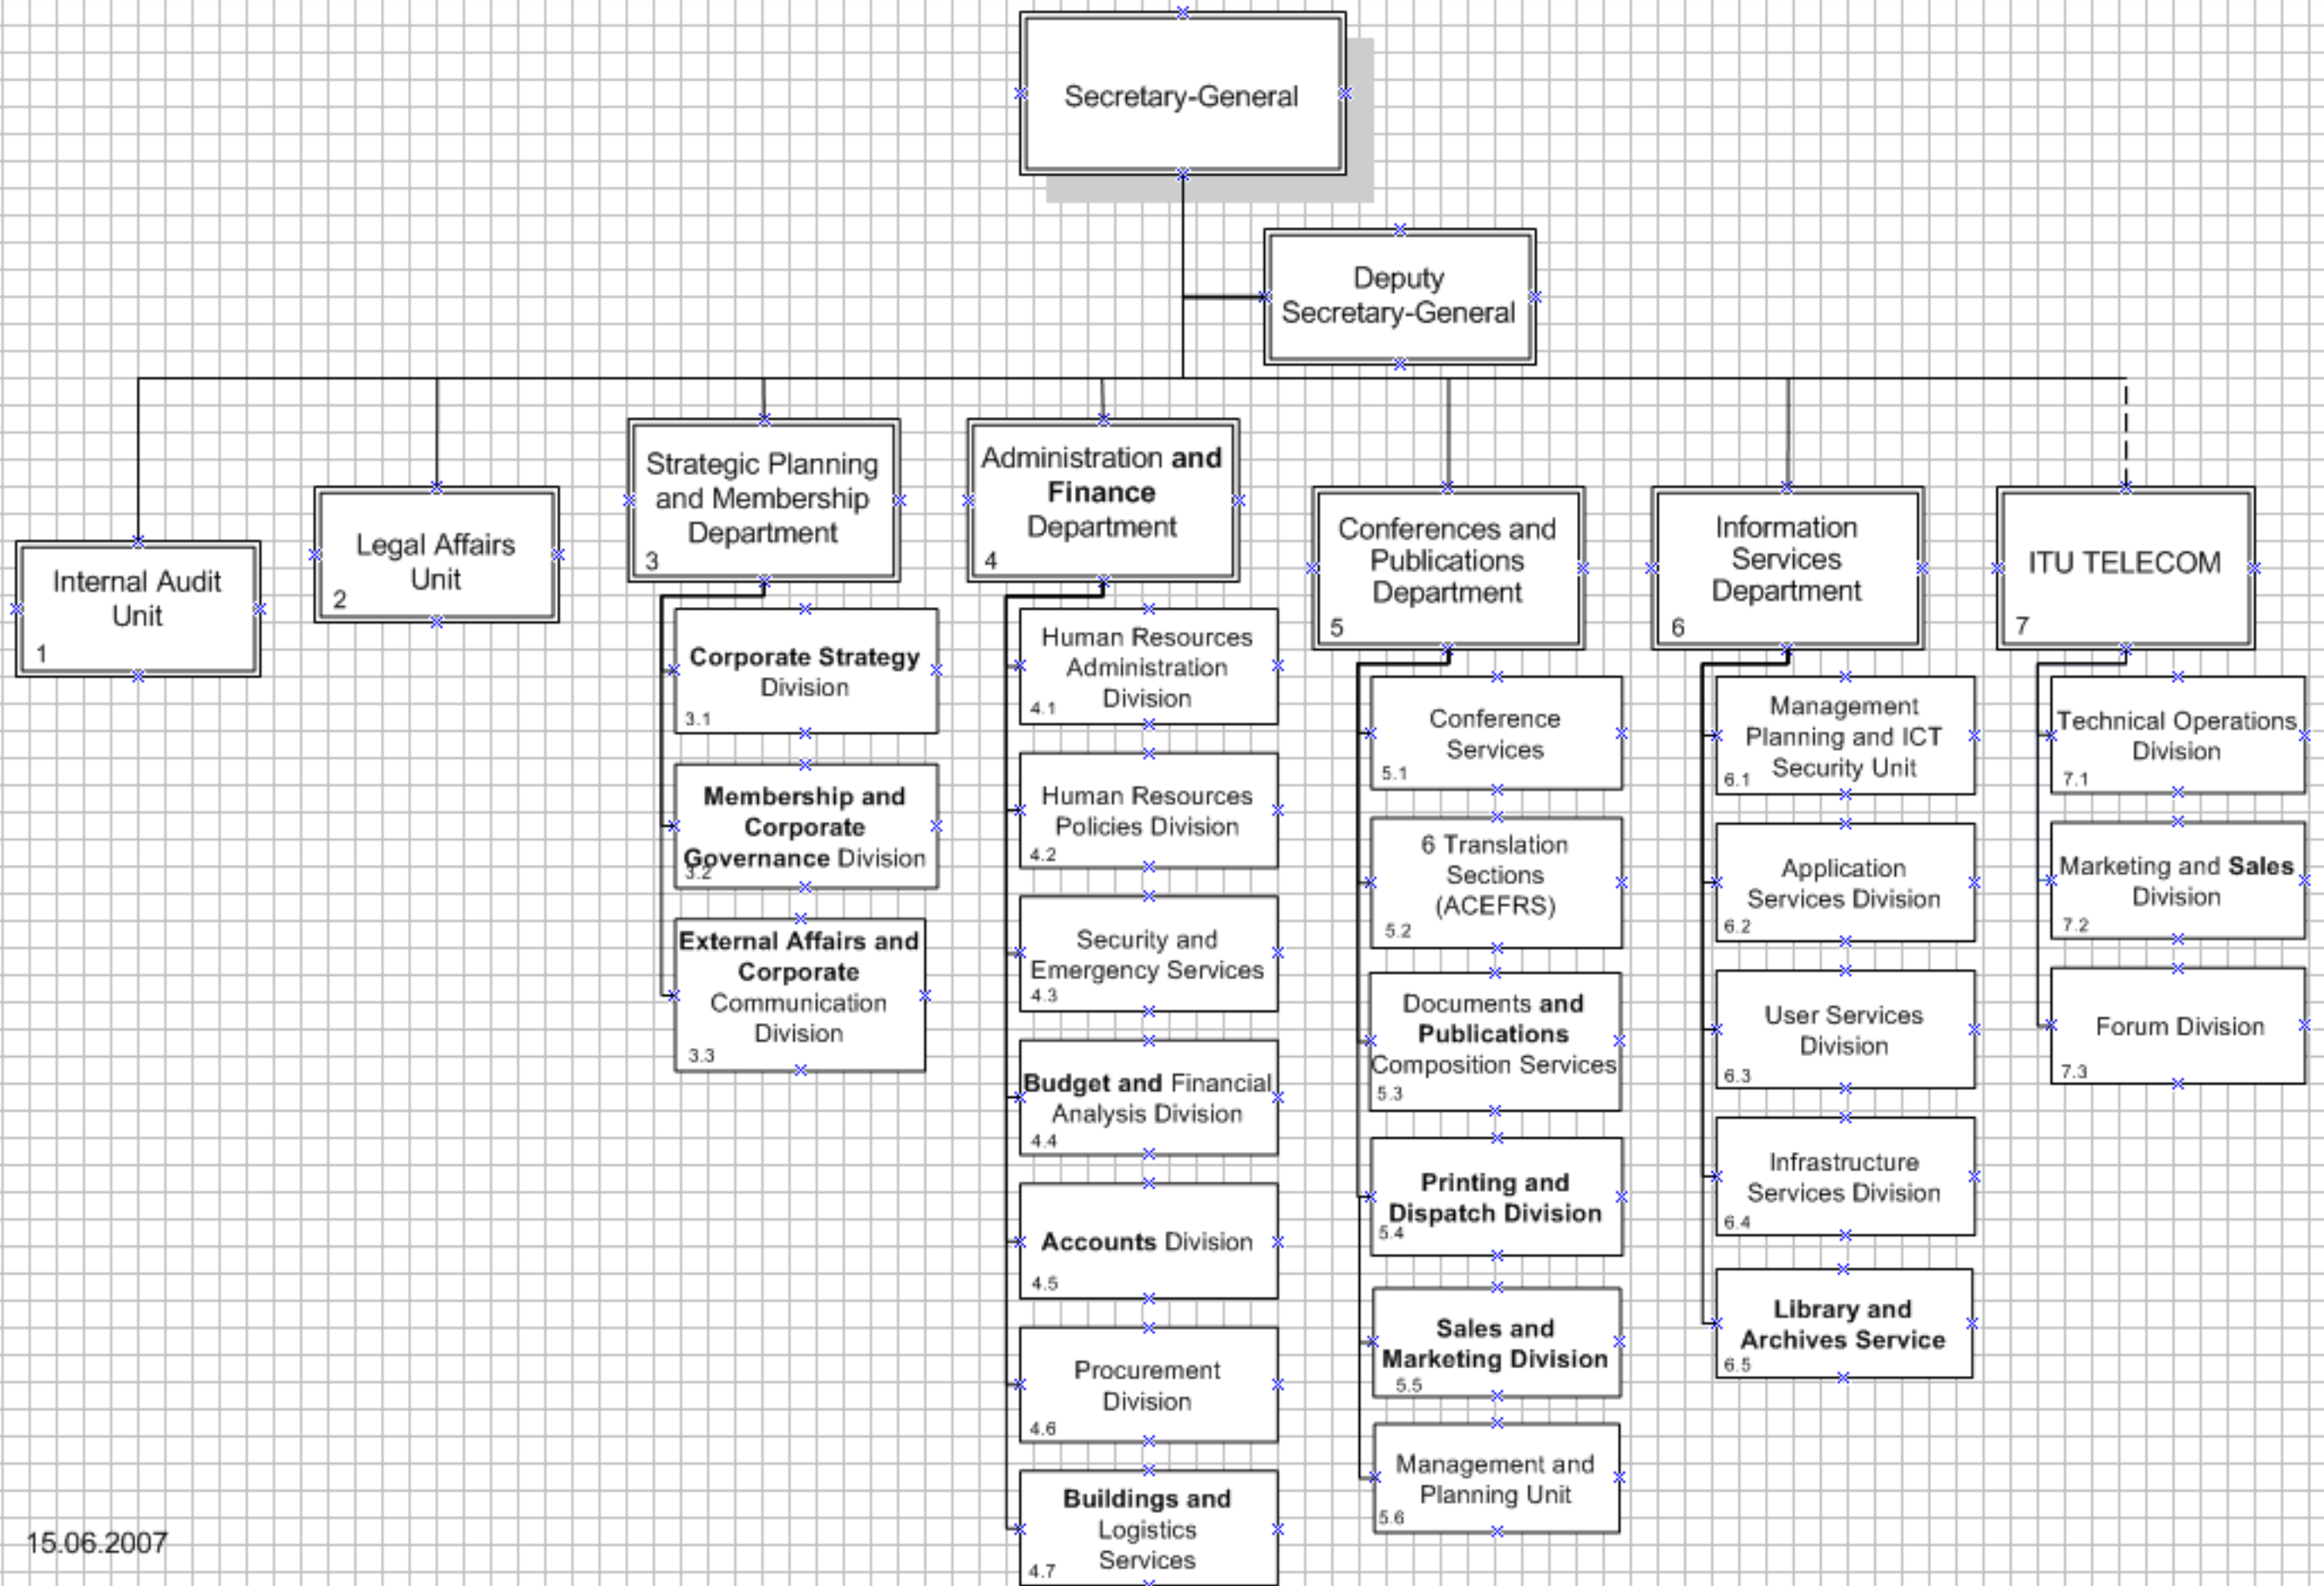 Secretary-General
Deputy
Secretary-General
Internal Audit
Unit
1
Legal Affairs
Unit
2
Strategic Planning
and Membership
Department
3
Administration and
Finance
Department
4
Conferences and
Publications
Department
5
Information
Services
Department
6
ITU TELECOM
7
Corporate Strategy
Division
3.1
Membership and
Corporate
Governance Division
3.2
External Affairs and
Corporate
Communication
Division
3.3
Human Resources
Administration
Division
4.1
Human Resources
Policies Division
4.2
Security and
Emergency Services
4.3
Budget and Financial
Analysis Division
4.4
Accounts Division
4.5
Procurement
Division
4.6
Buildings and
Logistics
Services
4.7
Conference
Services
5.1
6 Translation
Sections
(ACEFRS)
5.2
Documents and
Publications
Composition Services
5.3
Printing and
Dispatch Division
5.4
Sales and
Marketing Division
5.5
Management and
Planning Unit
5.6
Management
Planning and ICT
Security Unit
6.1
Application
Services Division
6.2
User Services
Division
6.3
Infrastructure
Services Division
6.4
Library and
Archives Service
6.5
Technical Operations
Division
7.1
Marketing and Sales
Division
7.2
Forum Division
7.3
15.06.2007